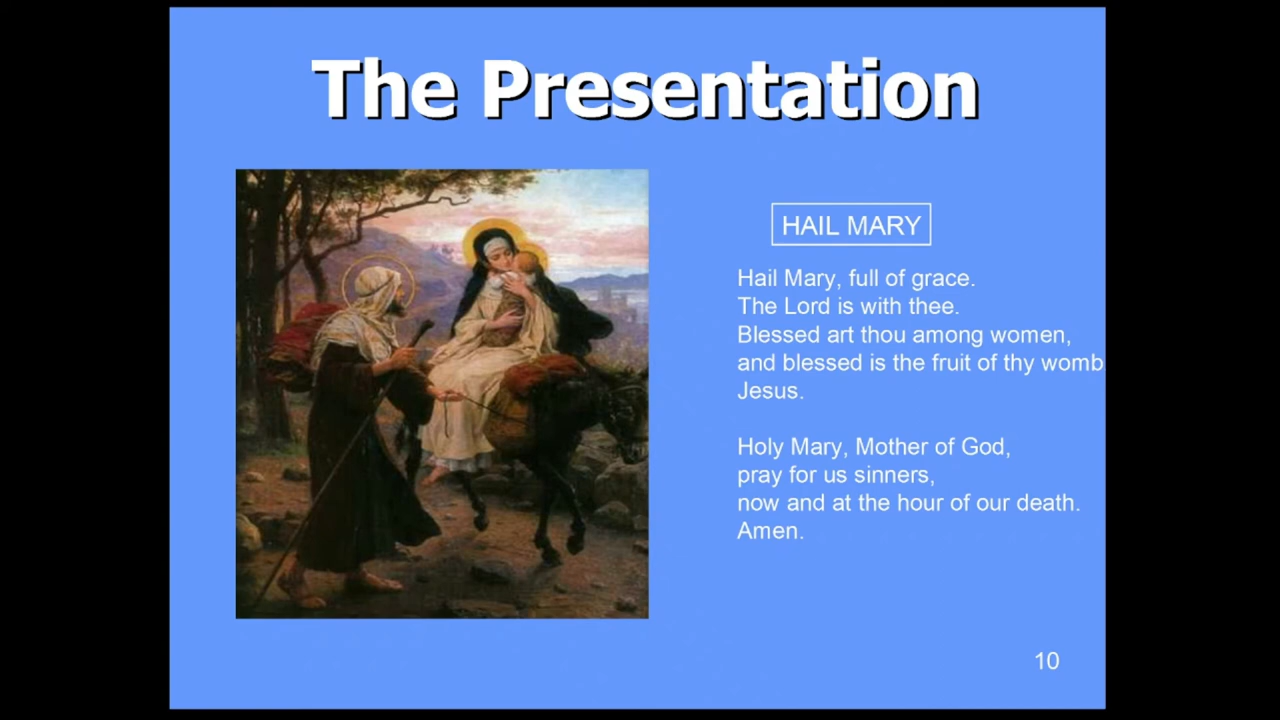 The Presentation
HAIL MARY
Hail Mary, full of grace.
The Lord is with thee.
Blessed art thou among women,
and blessed is the fruit of thy womb
Jesus.
Holy Mary, Mother of God,
pray for us sinners,
now and at the hour of our death.
Amen.
10